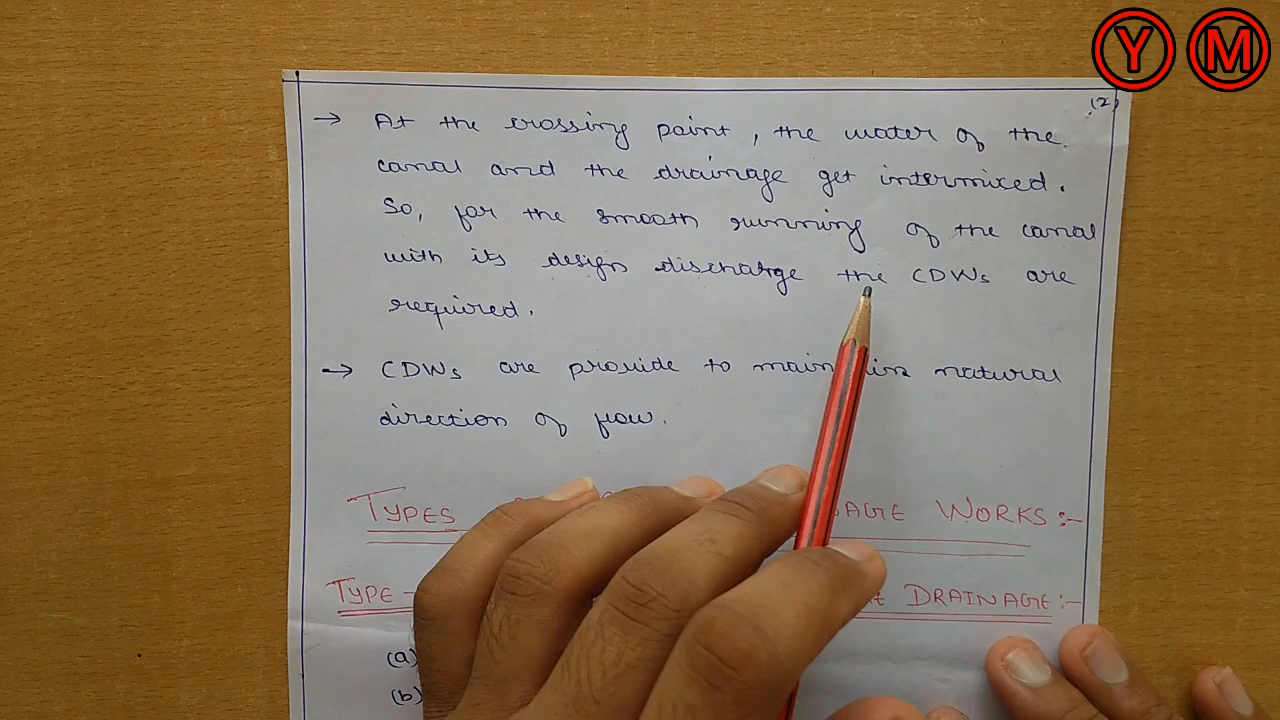 Y M
(2)
→ At the crossing point, the water of the
canal and the drainage get intermixed.
So, for the smooth running of the canal
with its design discharge the CDWs are
required.
→ CDWs are provide to maintain natural
direction of flow.
TYPES WORKS :-
TYPE - DRAINAGE :-
(a)
(b)